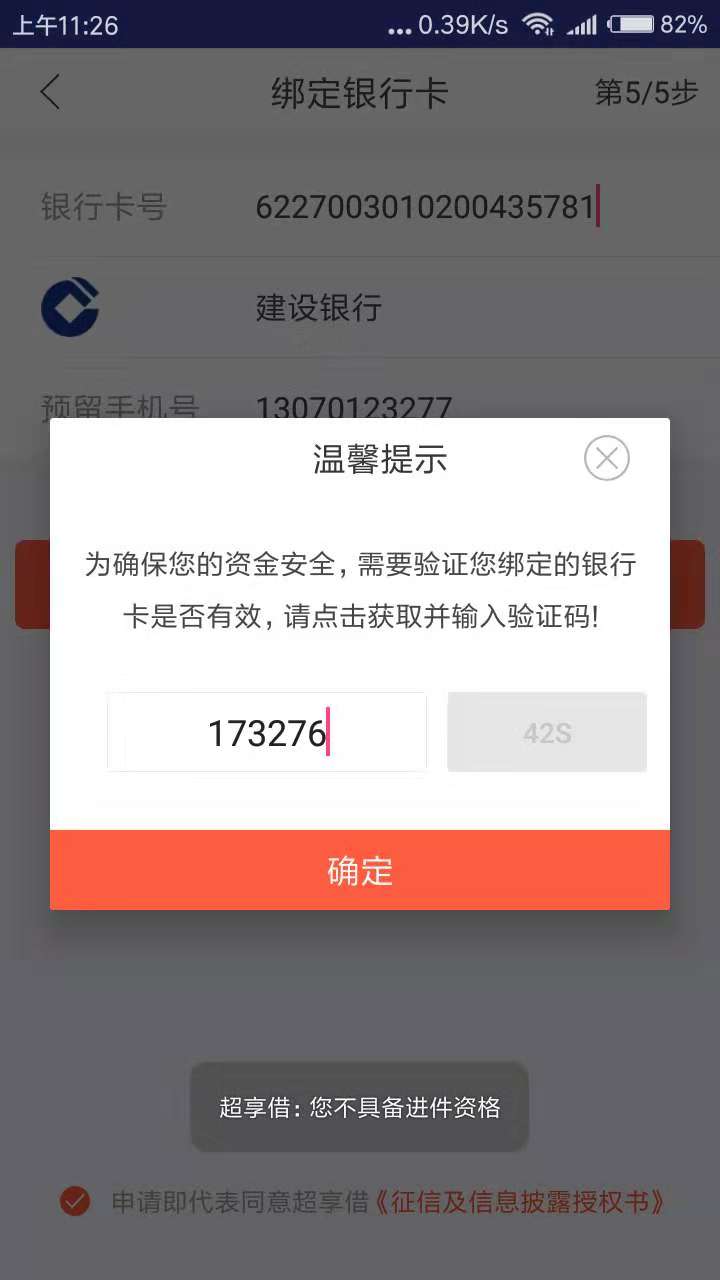 上午11:26 ... 0.39K/s 82%
绑定银行卡 第5/5步
银行卡号 6227003010200435781
建设银行
预留手机号 13070123277
温馨提示
为确保您的资金安全,需要验证您绑定的银行
卡是否有效,请点击获取并输入验证码!
173276 42S
确定
超享借:您不具备进件资格
申请即代表同意超享借《征信及信息披露授权书》